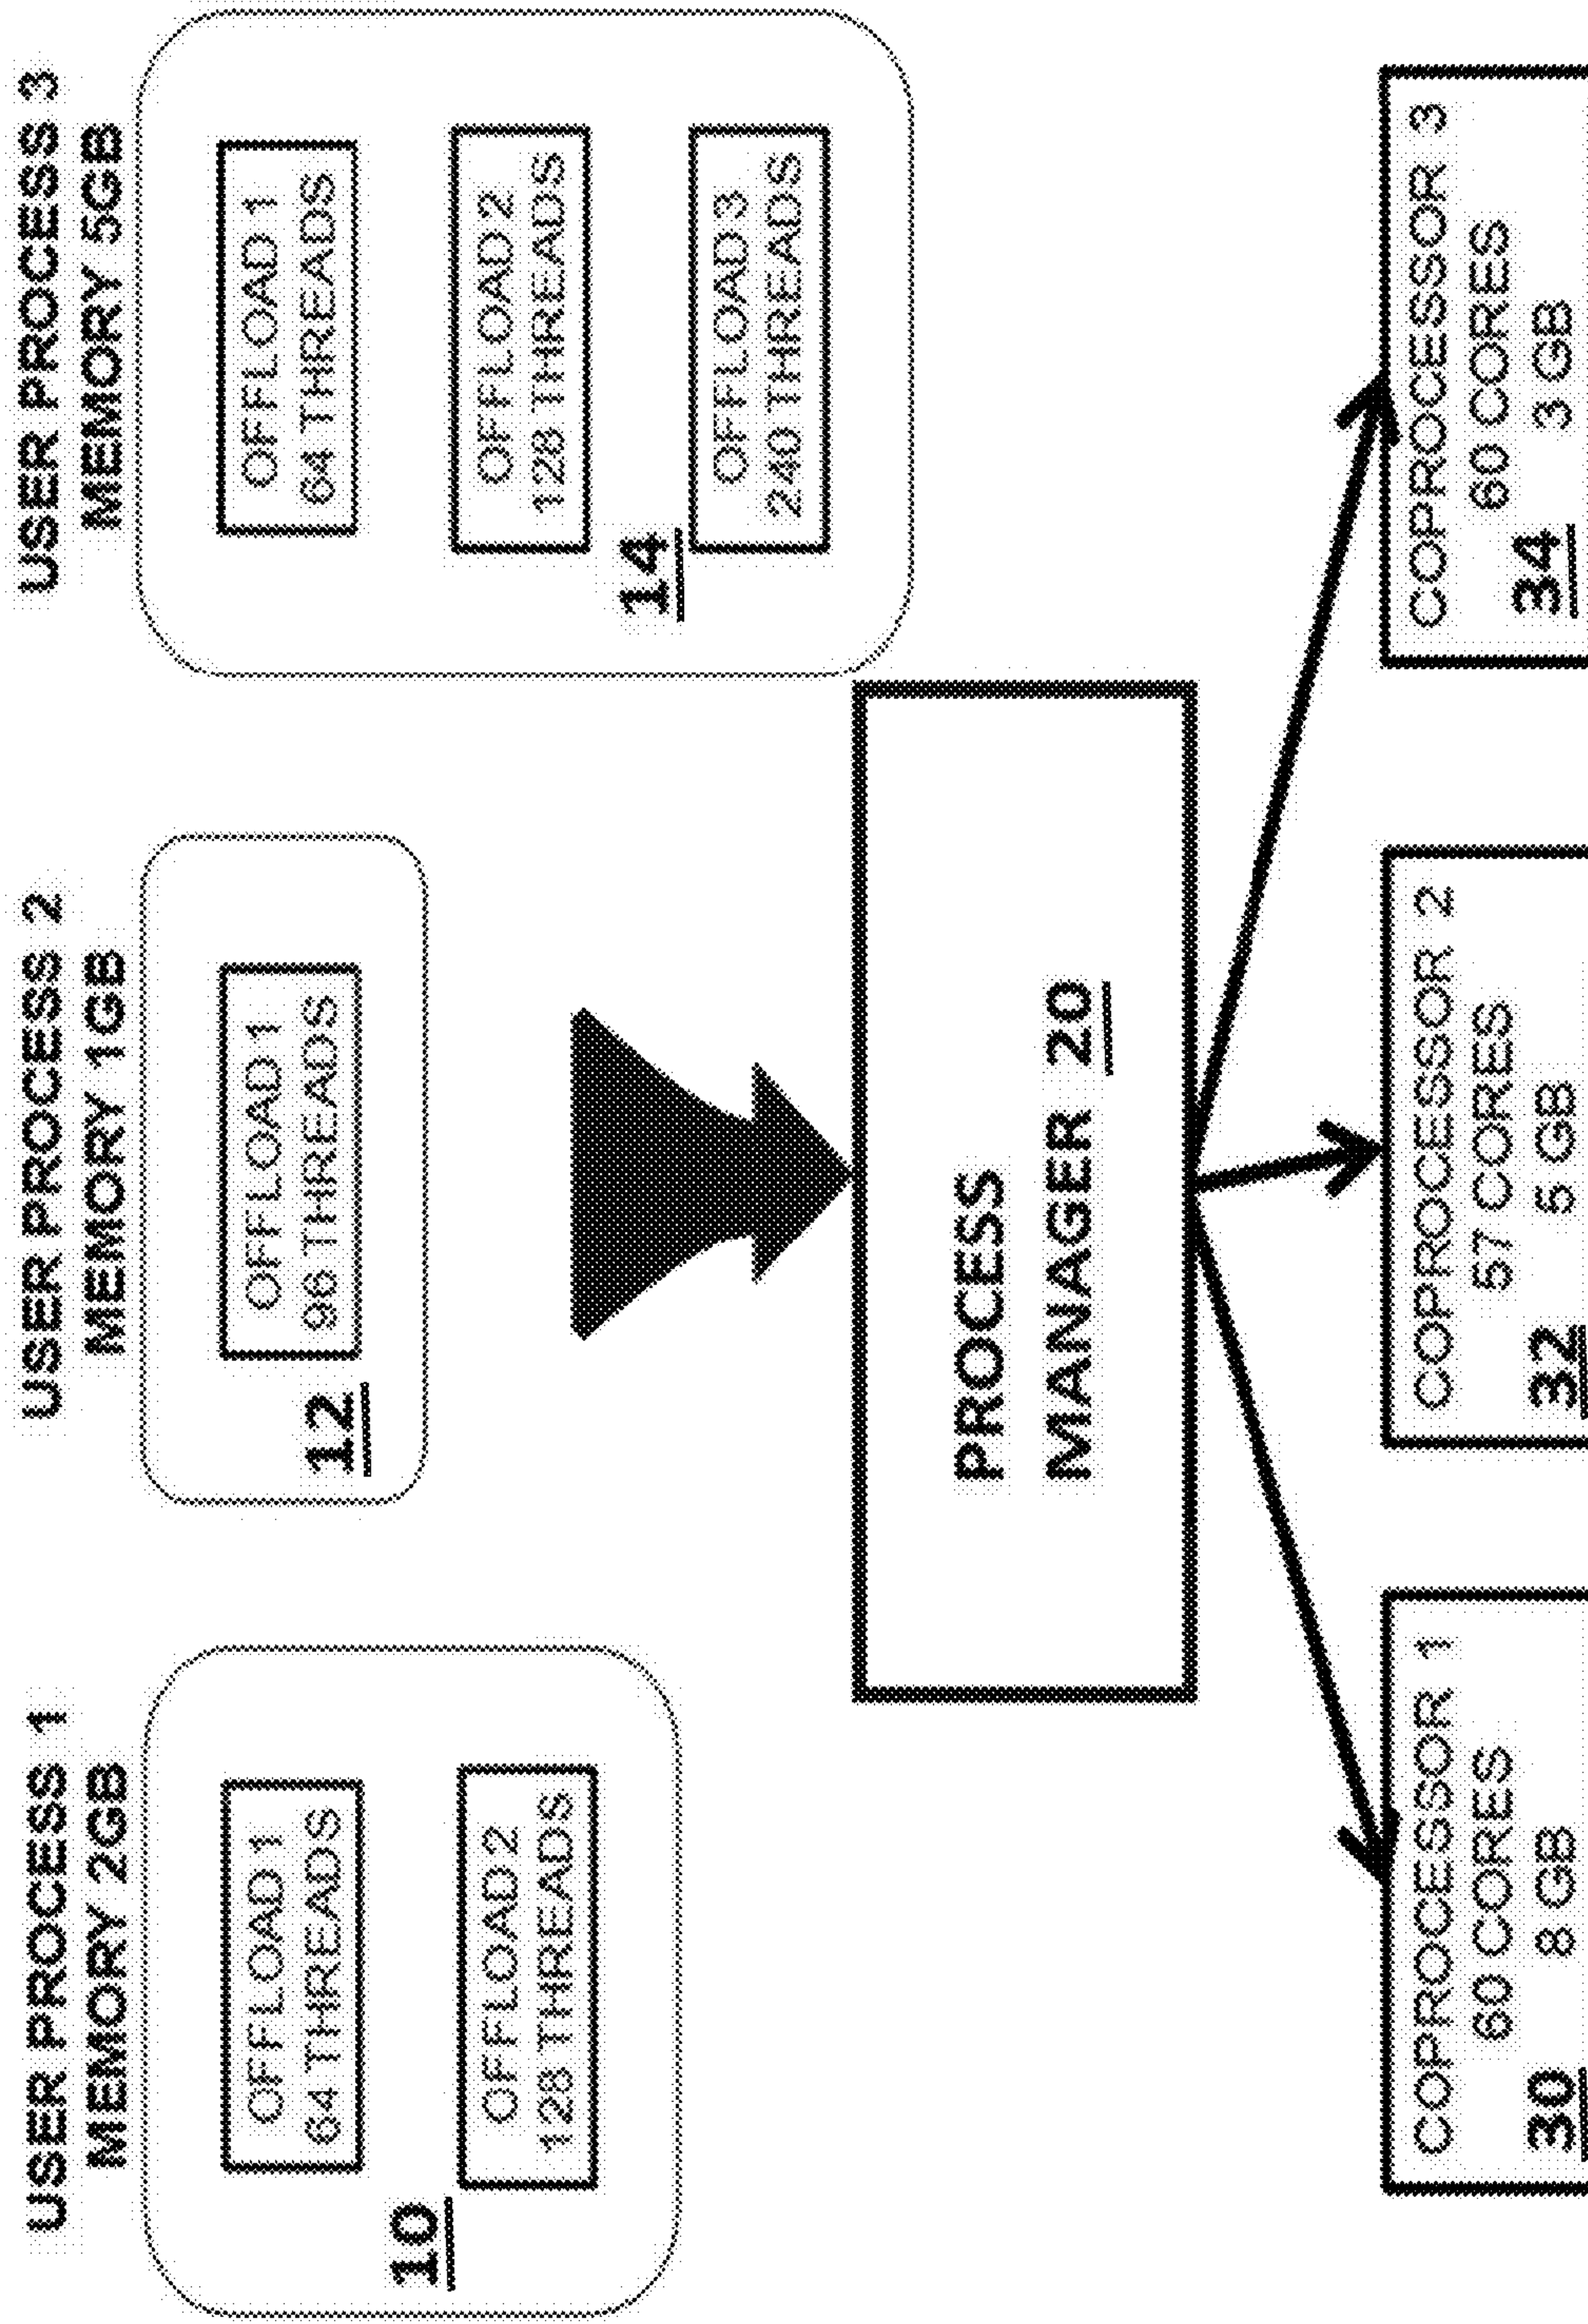 USER PROCESS 1
MEMORY 2GB
OFFLOAD 1
64 THREADS
10
OFFLOAD 2
128 THREADS
USER PROCESS 2
MEMORY 1GB
OFFLOAD 1
96 THREADS
12
USER PROCESS 3
MEMORY 5GB
OFFLOAD 1
64 THREADS
OFFLOAD 2
128 THREADS
14
OFFLOAD 3
240 THREADS
PROCESS
MANAGER 20
COPROCESSOR 1
60 CORES
30 8 GB
COPROCESSOR 2
57 CORES
32 5 GB
COPROCESSOR 3
60 CORES
34 3 GB